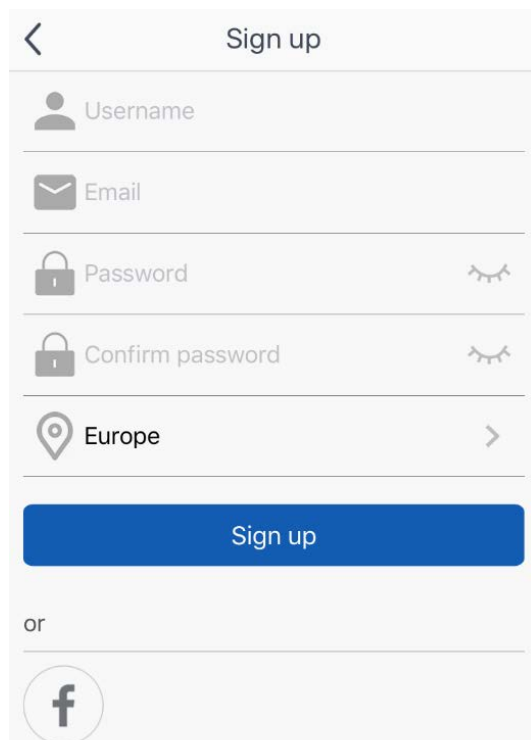 Sign up
Username
Email
Password
Confirm password
Europe
Sign up
or